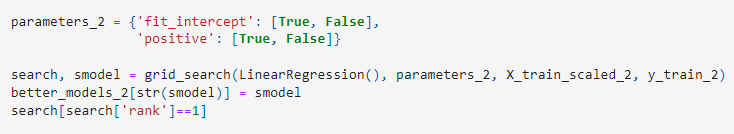 parameters_2 = {'fit_intercept': [True, False],
                'positive': [True, False]}

search, smodel = grid_search(LinearRegression(), parameters_2, X_train_scaled_2, y_train_2)
better_models_2[str(smodel)] = smodel
search[search['rank']==1]